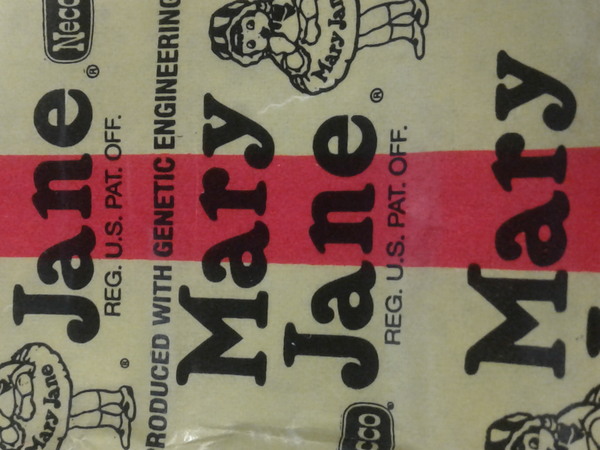 Necco
®
Jane
REG. U.S. PAT. OFF.
Mary Jane
PRODUCED WITH GENETIC ENGINEERING
Mary Jane
Mary
Jane
®
REG. U.S. PAT. OFF.
Necco
Mary